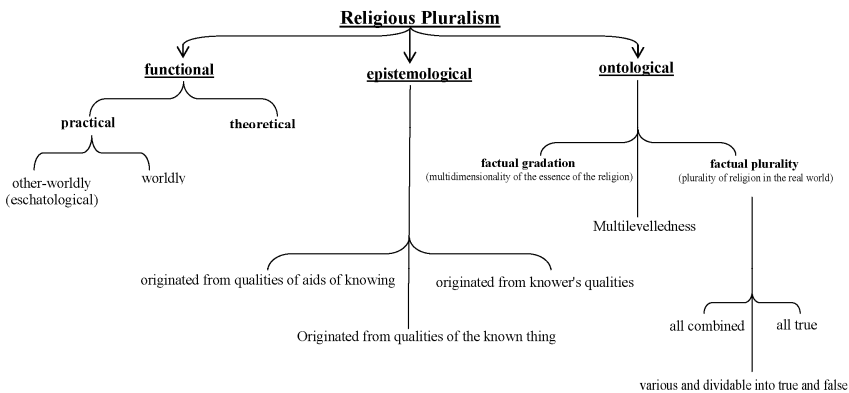 Religious Pluralism
functional
epistemological
ontological
practical
theoretical
factual gradation
(multidimensionality of the essence of the religion)
factual plurality
(plurality of religion in the real world)
other-worldly
(eschatological)
worldly
Multilevelledness
originated from qualities of aids of knowing
originated from knower's qualities
Originated from qualities of the known thing
all combined
all true
various and dividable into true and false